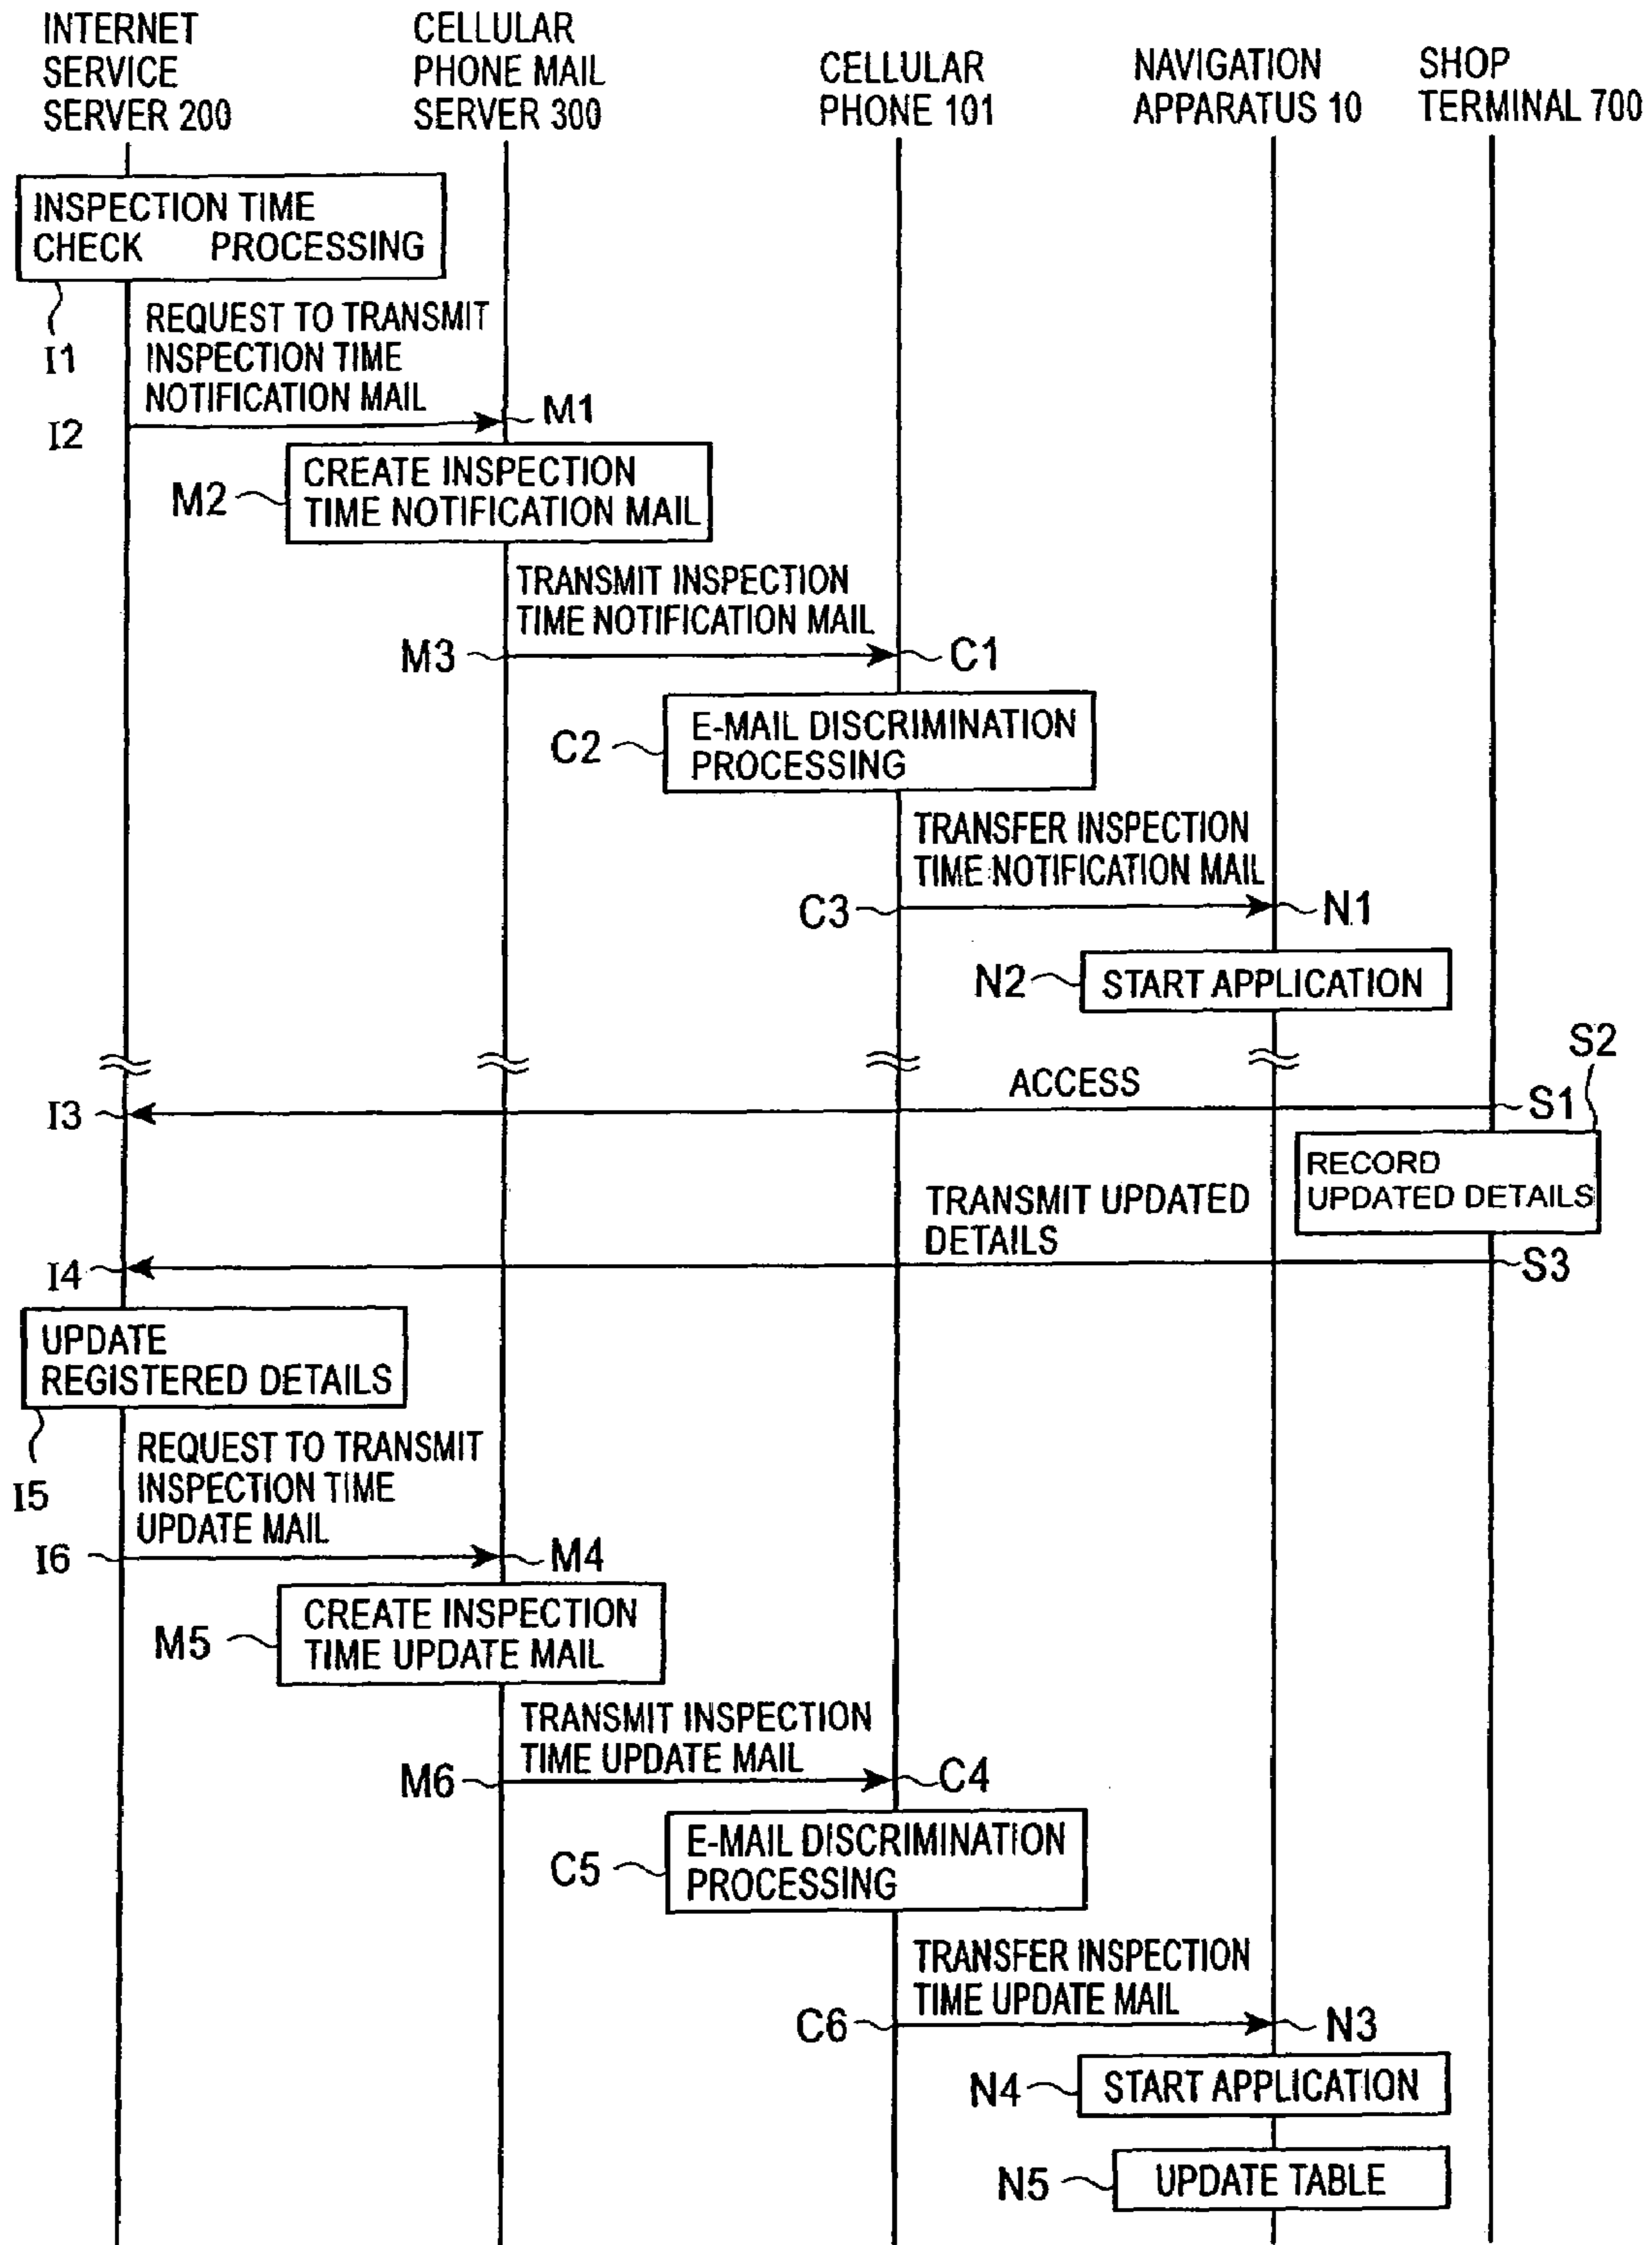 INTERNET
SERVICE
SERVER 200
CELLULAR
PHONE MAIL
SERVER 300
CELLULAR
PHONE 101
NAVIGATION
APPARATUS 10
SHOP
TERMINAL 700
INSPECTION TIME
CHECK PROCESSING
I1
REQUEST TO TRANSMIT
INSPECTION TIME
NOTIFICATION MAIL
I2
M1
M2
CREATE INSPECTION
TIME NOTIFICATION MAIL
TRANSMIT INSPECTION
TIME NOTIFICATION MAIL
M3
C1
C2
E-MAIL DISCRIMINATION
PROCESSING
TRANSFER INSPECTION
TIME NOTIFICATION MAIL
C3
N1
N2
START APPLICATION
S2
ACCESS
I3
S1
RECORD
UPDATED DETAILS
TRANSMIT UPDATED
DETAILS
I4
S3
UPDATE
REGISTERED DETAILS
I5
REQUEST TO TRANSMIT
INSPECTION TIME
UPDATE MAIL
I6
M4
M5
CREATE INSPECTION
TIME UPDATE MAIL
TRANSMIT INSPECTION
TIME UPDATE MAIL
M6
C4
C5
E-MAIL DISCRIMINATION
PROCESSING
TRANSFER INSPECTION
TIME UPDATE MAIL
C6
N3
N4
START APPLICATION
N5
UPDATE TABLE